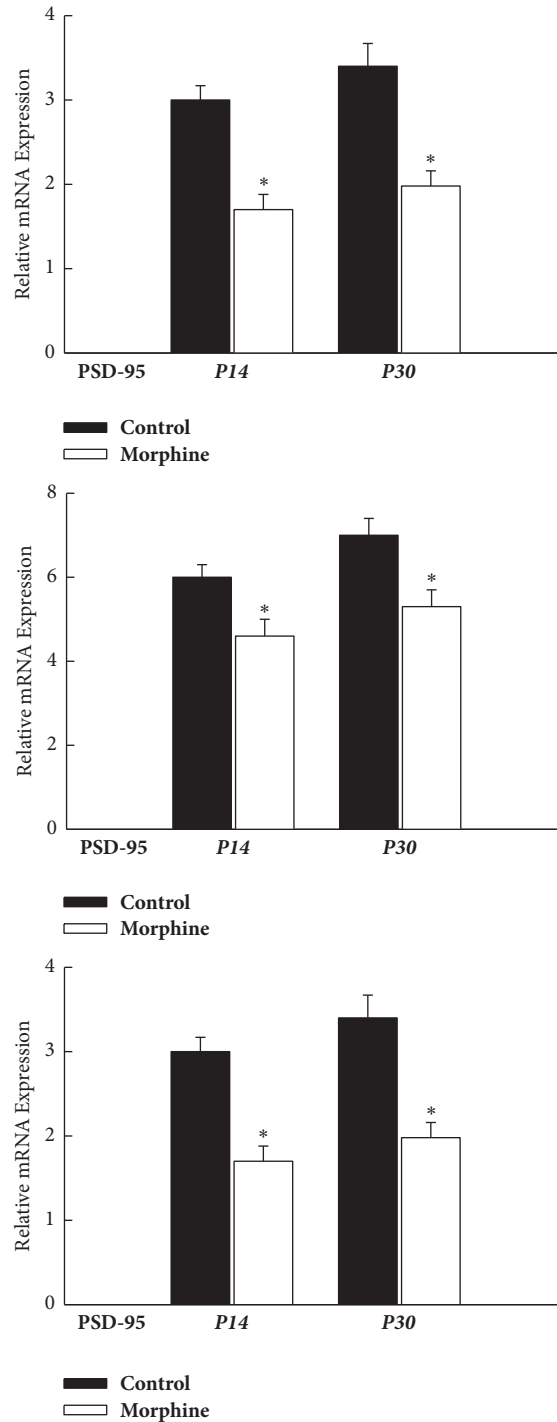 4
3
2
1
0
Relative mRNA Expression
*
*
PSD-95 P14 P30
Control
Morphine
8
6
4
2
0
Relative mRNA Expression
*
*
PSD-95 P14 P30
Control
Morphine
4
3
2
1
0
Relative mRNA Expression
*
*
PSD-95 P14 P30
Control
Morphine